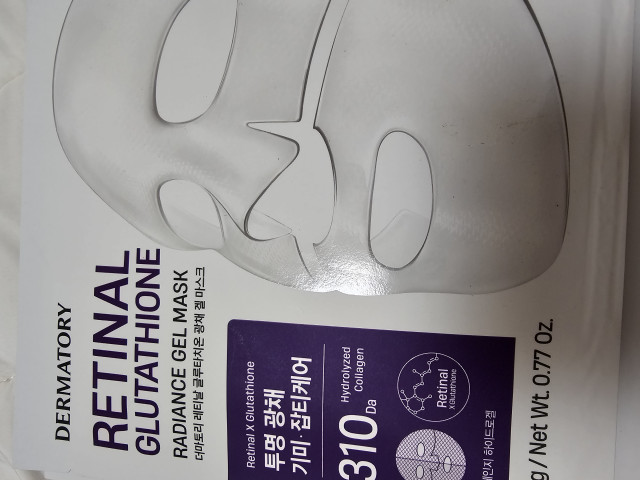 DERMATORY
RETINAL
GLUTATHIONE
RADIANCE GEL MASK
더마토리 레티날 글루타치온 광채 겔 마스크
Retinal X Glutathione
투명 광채
기미·잡티케어
310 Da
Hydrolyzed
Collagen
Retinal
X Glutathione
하이드로겔
g / Net Wt. 0.77 Oz.